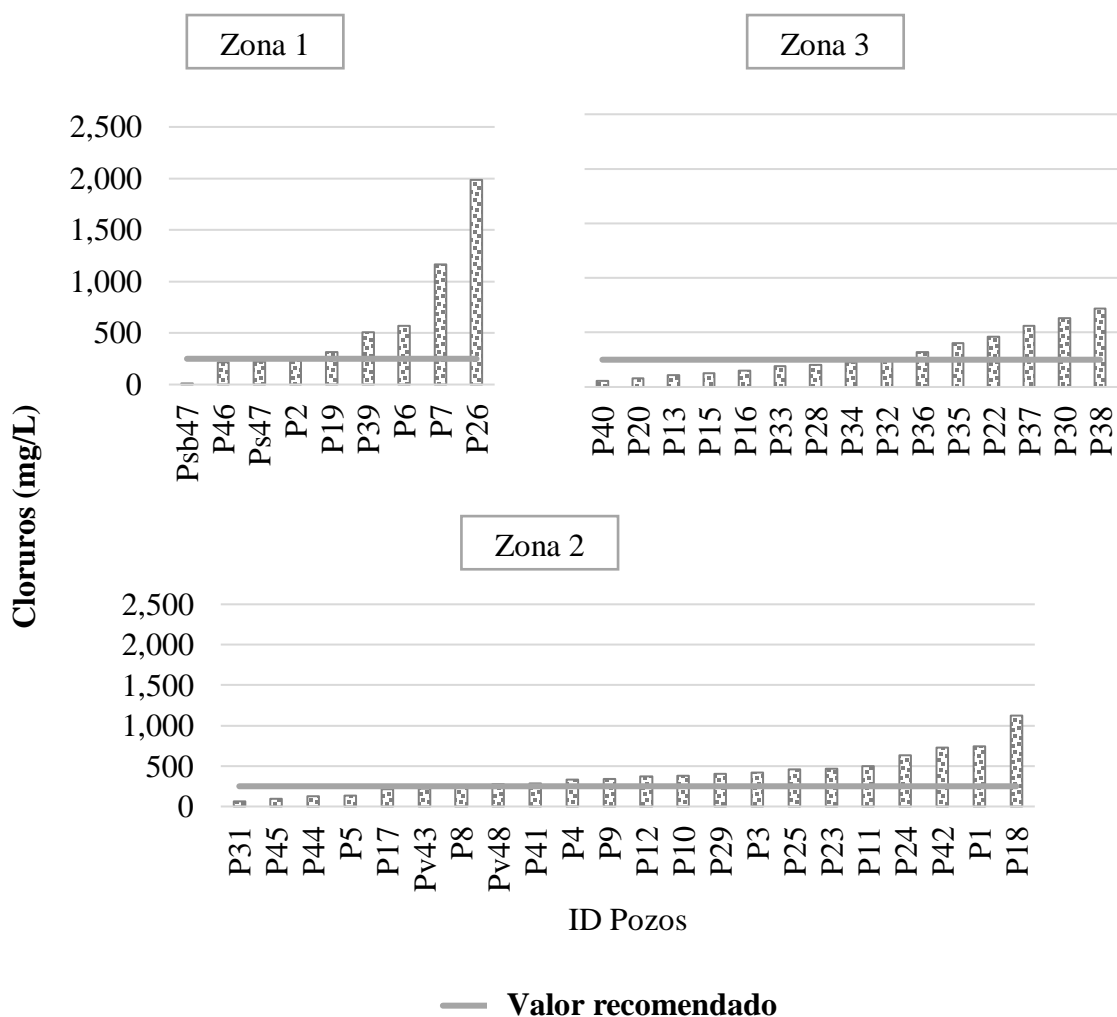 Zona 1
Zona 3
2,500
2,000
1,500
1,000
500
0
Psb47
P46
Ps47
P2
P19
P39
P6
P7
P26
P40
P20
P13
P15
P16
P33
P28
P34
P32
P36
P35
P22
P37
P30
P38
Cloruros (mg/L)
Zona 2
2,500
2,000
1,500
1,000
500
0
P31
P45
P44
P5
P17
Pv43
P8
Pv48
P41
P4
P9
P12
P10
P29
P3
P25
P23
P11
P24
P42
P1
P18
ID Pozos
Valor recomendado